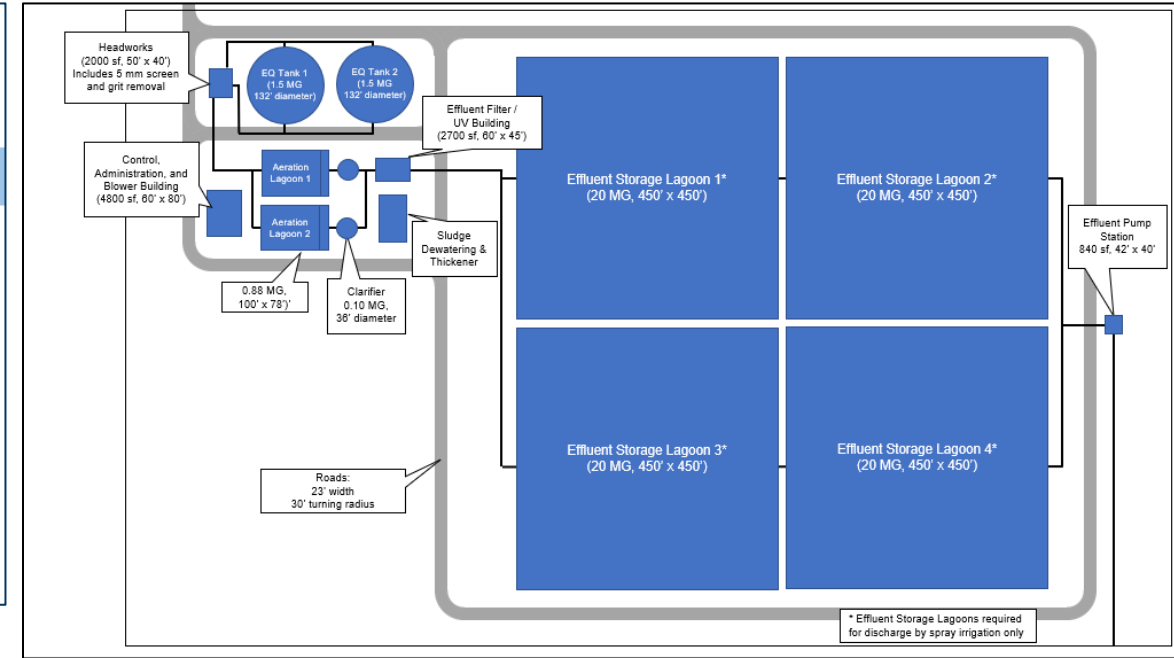 Headworks
(2000 sf, 50' x 40')
Includes 5 mm screen
and grit removal
EQ Tank 1
(1.5 MG
132' diameter)
EQ Tank 2
(1.5 MG
132' diameter)
Effluent Filter /
UV Building
(2700 sf, 60' x 45')
Control,
Administration, and
Blower Building
(4800 sf, 60' x 80')
Aeration
Lagoon 1
Aeration
Lagoon 2
Sludge
Dewatering &
Thickener
0.88 MG,
100' x 78')'
Clarifier
0.10 MG,
36' diameter
Effluent Storage Lagoon 1*
(20 MG, 450' x 450')
Effluent Storage Lagoon 2*
(20 MG, 450' x 450')
Effluent Pump
Station
840 sf, 42' x 40'
Effluent Storage Lagoon 3*
(20 MG, 450' x 450')
Effluent Storage Lagoon 4*
(20 MG, 450' x 450')
Roads:
23' width
30' turning radius
* Effluent Storage Lagoons required
for discharge by spray irrigation only